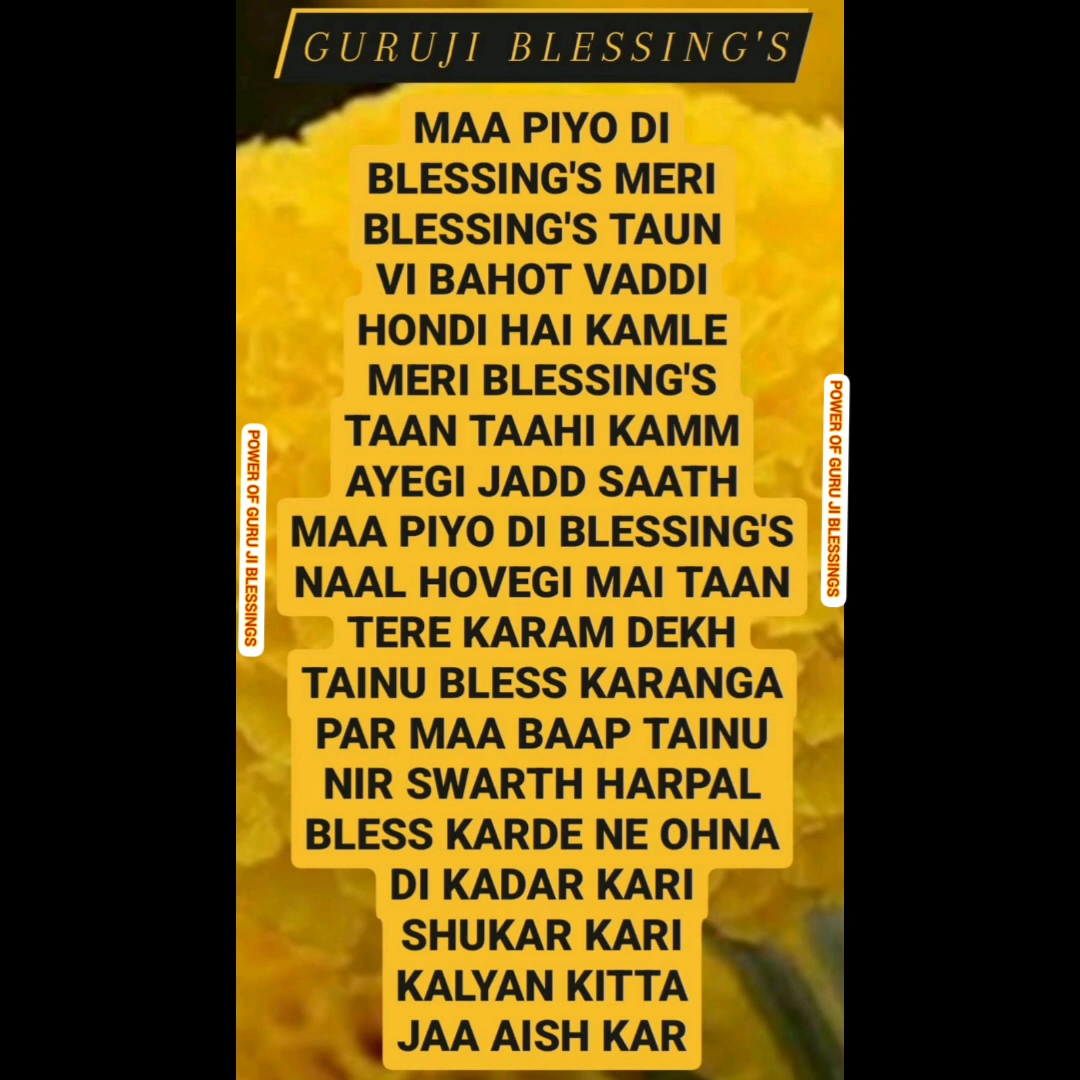 GURUJI BLESSING'S
MAA PIYO DI
BLESSING'S MERI
BLESSING'S TAUN
VI BAHOT VADDI
HONDI HAI KAMLE
MERI BLESSING'S
TAAN TAAHI KAMM
AYEGI JADD SAATH
MAA PIYO DI BLESSING'S
NAAL HOVEGI MAI TAAN
TERE KARAM DEKH
TAINU BLESS KARANGA
PAR MAA BAAP TAINU
NIR SWARTH HARPAL
BLESS KARDE NE OHNA
DI KADAR KARI
SHUKAR KARI
KALYAN KITTA
JAA AISH KAR
POWER OF GURU JI BLESSINGS
POWER OF GURU JI BLESSINGS